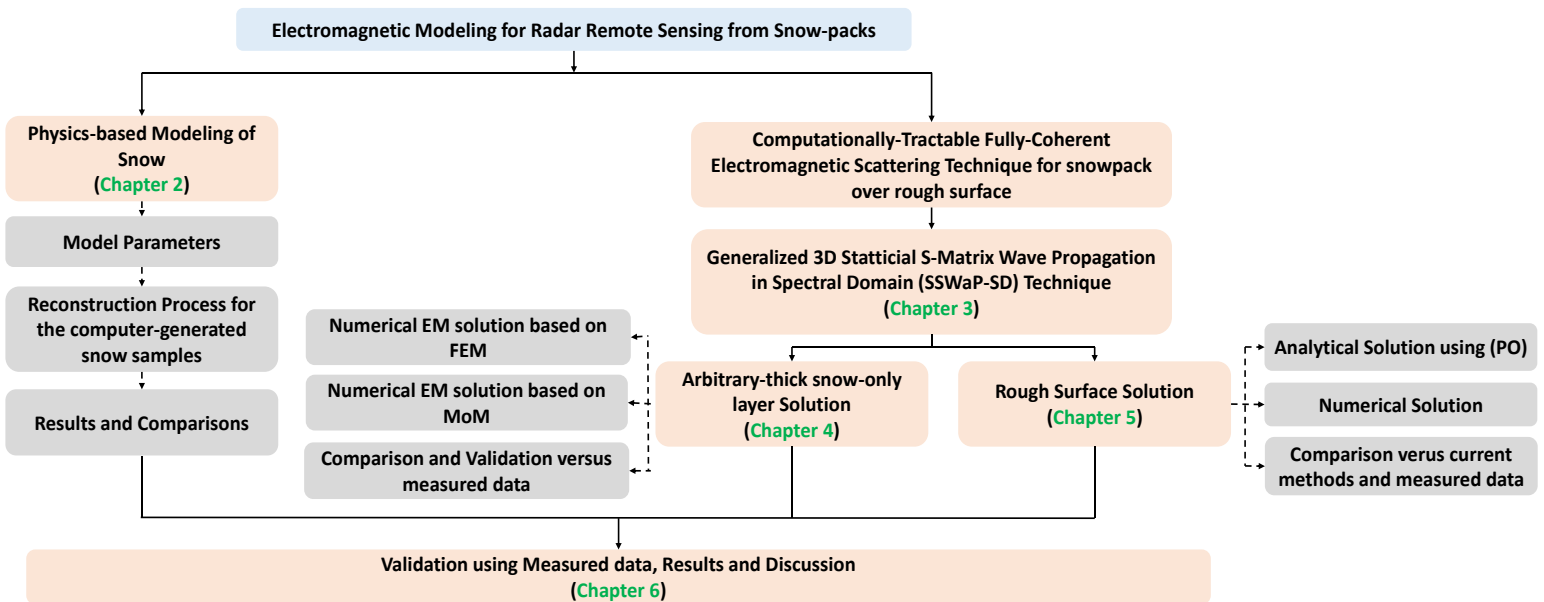 Electromagnetic Modeling for Radar Remote Sensing from Snow-packs
Physics-based Modeling of
Snow
(Chapter 2)
Model Parameters
Reconstruction Process for
the computer-generated
snow samples
Results and Comparisons
Computationally-Tractable Fully-Coherent
Electromagnetic Scattering Technique for snowpack
over rough surface
Generalized 3D Statticial S-Matrix Wave Propagation
in Spectral Domain (SSWaP-SD) Technique
(Chapter 3)
Numerical EM solution based on
FEM
Numerical EM solution based on
MoM
Comparison and Validation versus
measured data
Arbitrary-thick snow-only
layer Solution
(Chapter 4)
Rough Surface Solution
(Chapter 5)
Analytical Solution using (PO)
Numerical Solution
Comparison verus current
methods and measured data
Validation using Measured data, Results and Discussion
(Chapter 6)